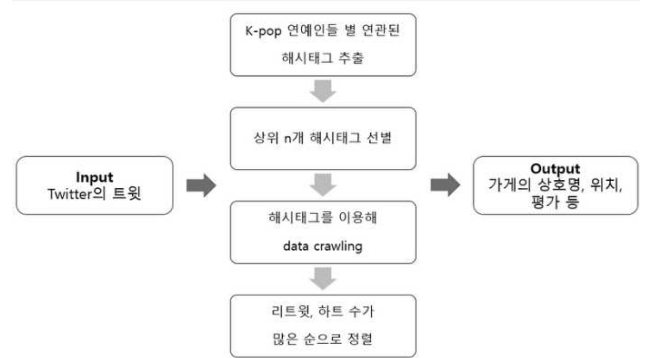 K-pop 연예인들 별 연관된
해시태그 추출
상위 n개 해시태그 선별
Input
Twitter의 트윗
Output
가게의 상호명, 위치,
평가 등
해시태그를 이용해
data crawling
리트윗, 하트 수가
많은 순으로 정렬